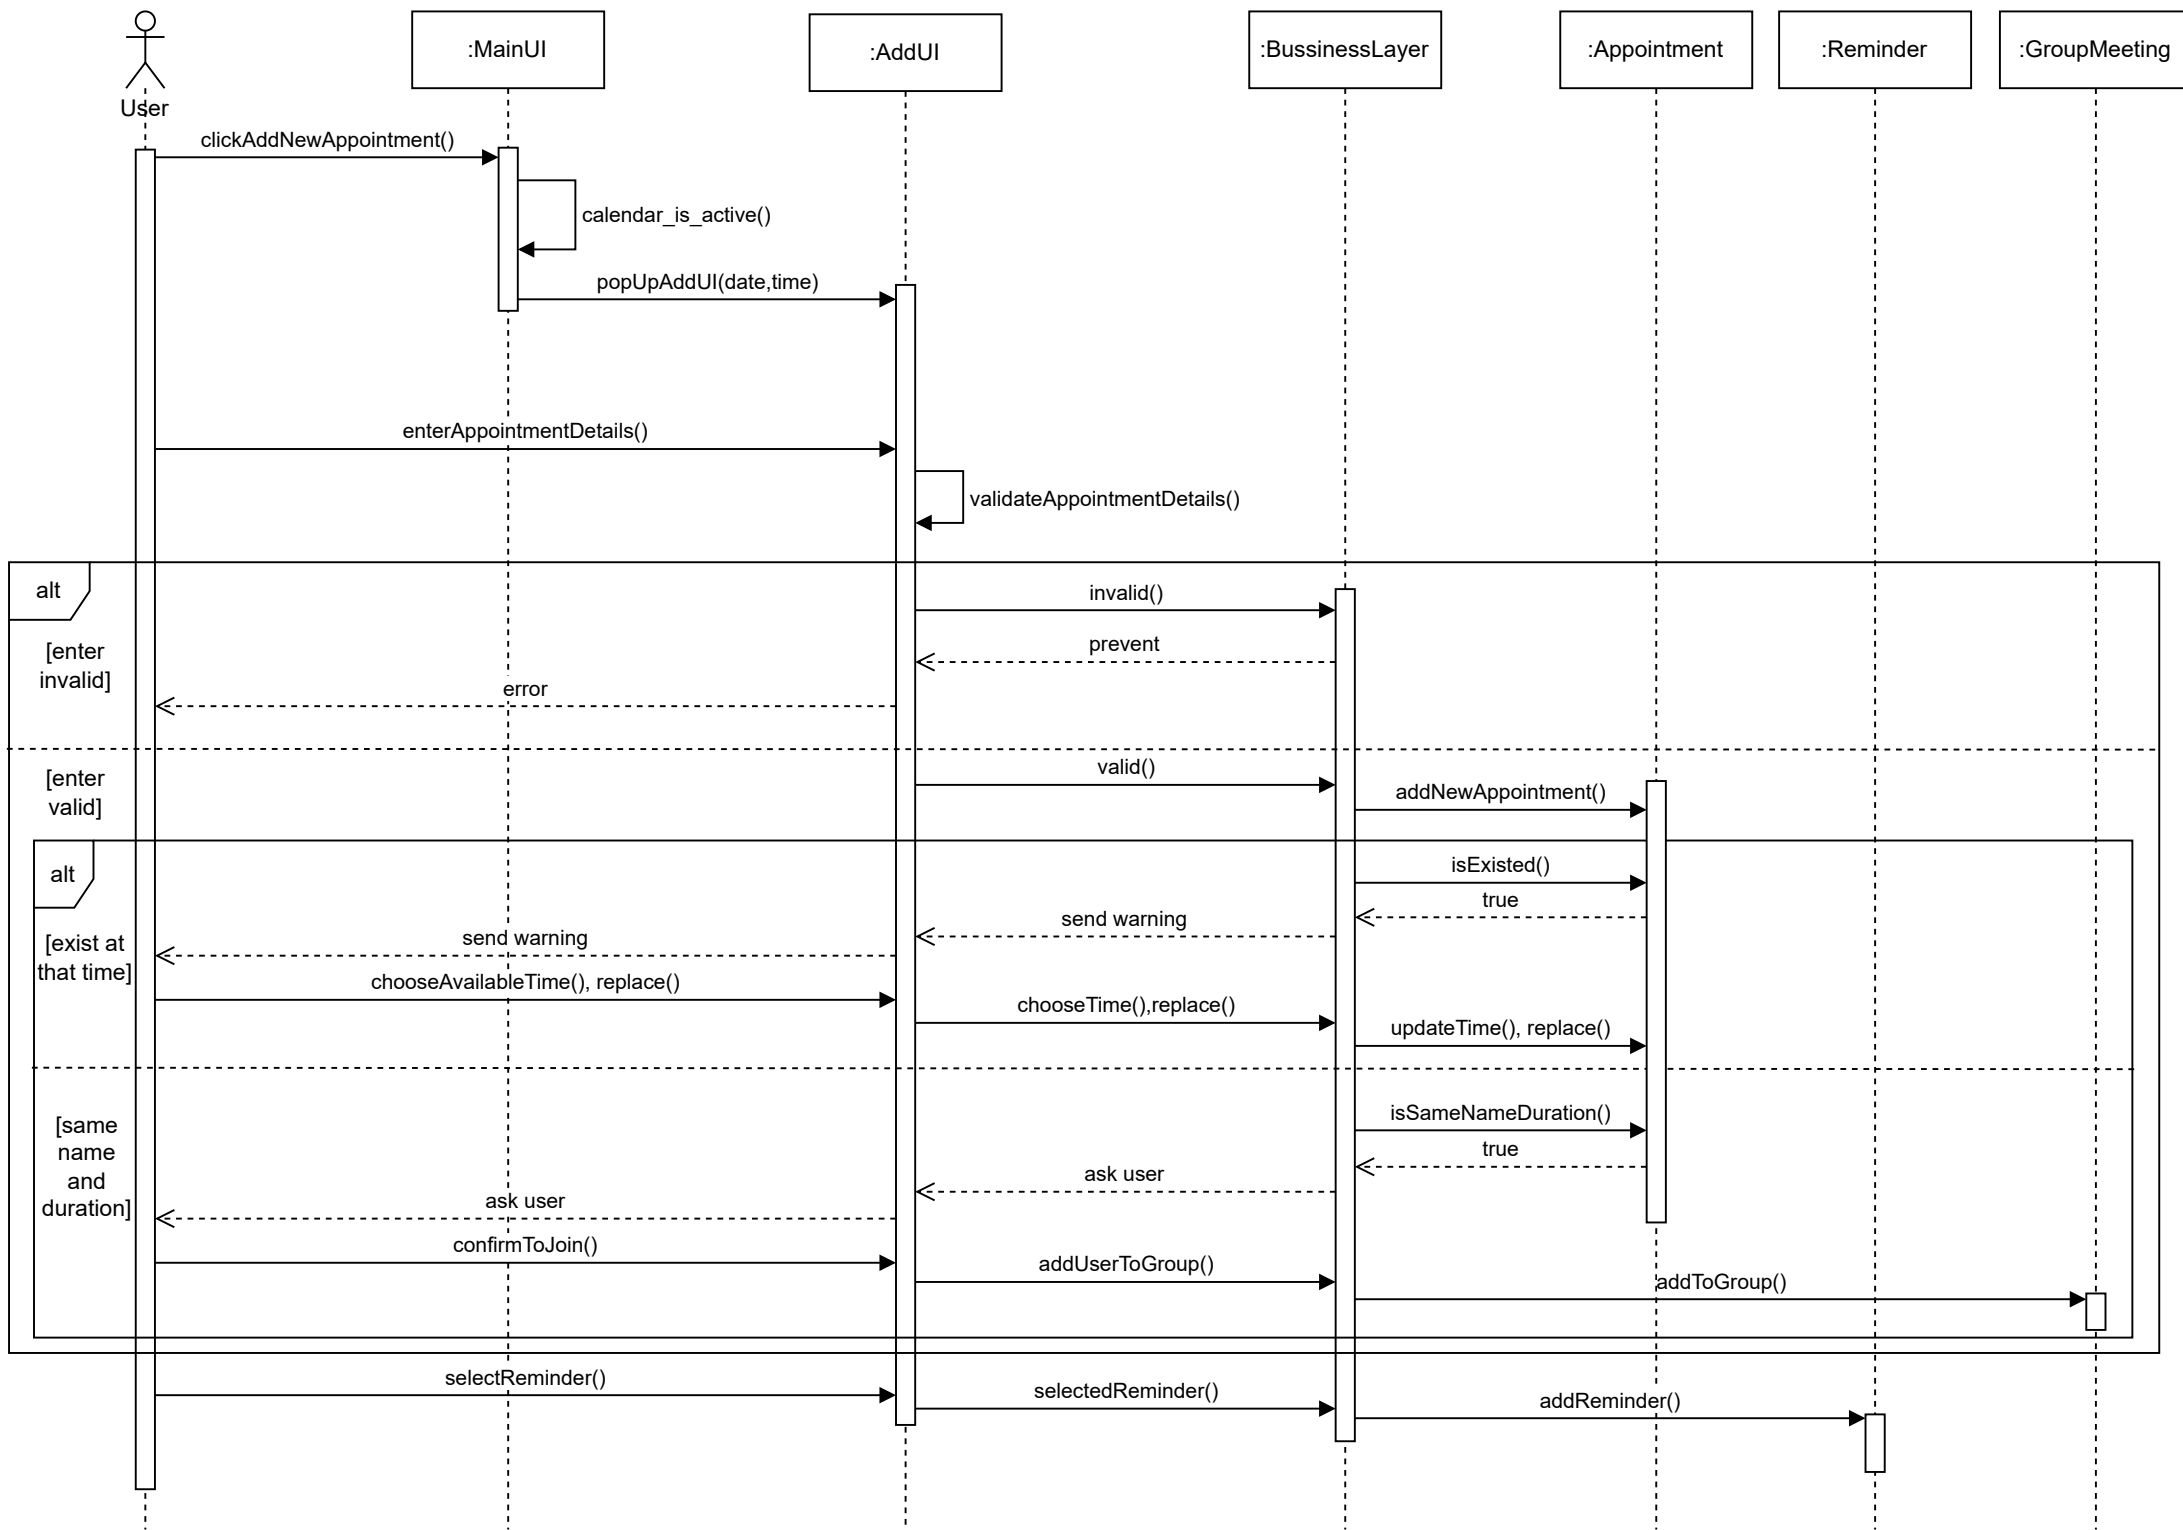 :MainUI
:AddUI
:BussinessLayer
:Appointment
:Reminder
:GroupMeeting
User
clickAddNewAppointment()
calendar_is_active()
popUpAddUI(date,time)
enterAppointmentDetails()
validateAppointmentDetails()
alt
invalid()
[enter
invalid]
prevent
error
[enter
valid]
valid()
addNewAppointment()
alt
isExisted()
true
send warning
send warning
[exist at
that time]
chooseAvailableTime(), replace()
chooseTime(),replace()
updateTime(), replace()
[same
name
and
duration]
isSameNameDuration()
true
ask user
ask user
confirmToJoin()
addUserToGroup()
addToGroup()
selectReminder()
selectedReminder()
addReminder()